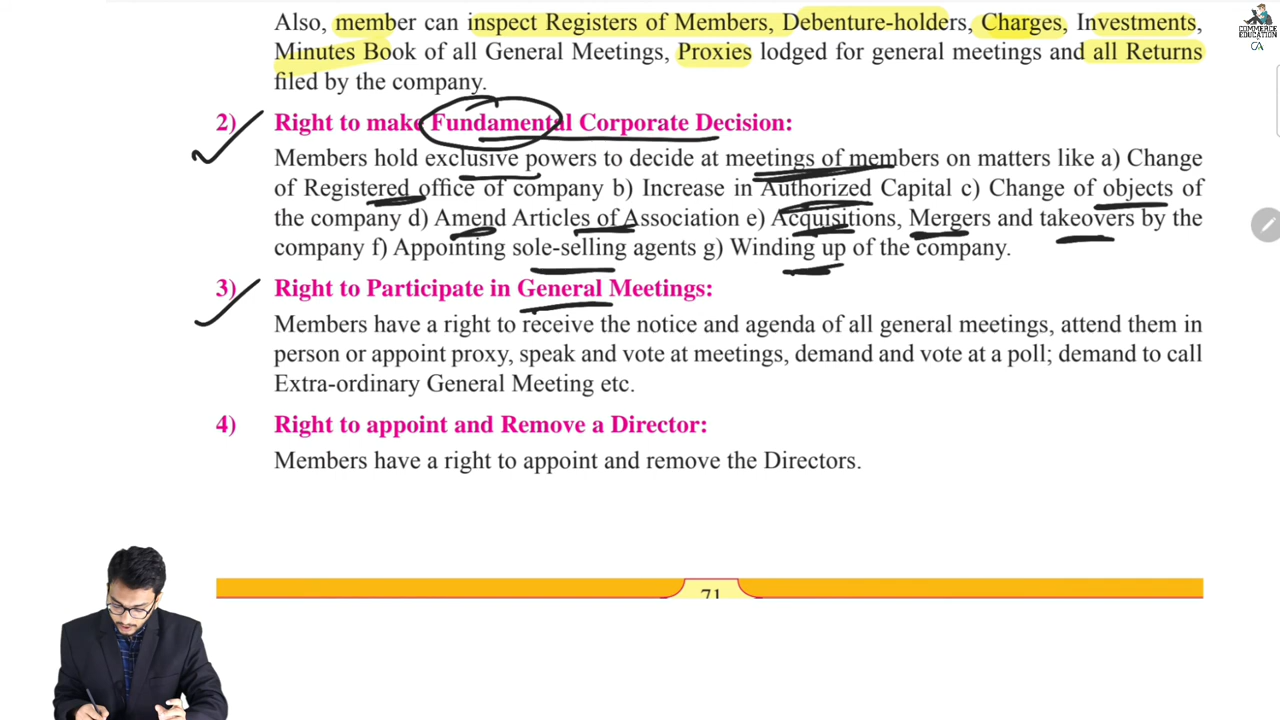 Also, member can inspect Registers of Members, Debenture-holders, Charges, Investments,
Minutes Book of all General Meetings, Proxies lodged for general meetings and all Returns
filed by the company.
2) Right to make Fundamental Corporate Decision:
Members hold exclusive powers to decide at meetings of members on matters like a) Change
of Registered office of company b) Increase in Authorized Capital c) Change of objects of
the company d) Amend Articles of Association e) Acquisitions, Mergers and takeovers by the
company f) Appointing sole-selling agents g) Winding up of the company.
3) Right to Participate in General Meetings:
Members have a right to receive the notice and agenda of all general meetings, attend them in
person or appoint proxy, speak and vote at meetings, demand and vote at a poll; demand to call
Extra-ordinary General Meeting etc.
4) Right to appoint and Remove a Director:
Members have a right to appoint and remove the Directors.
71
COMMERCE
EDUCATION
CA